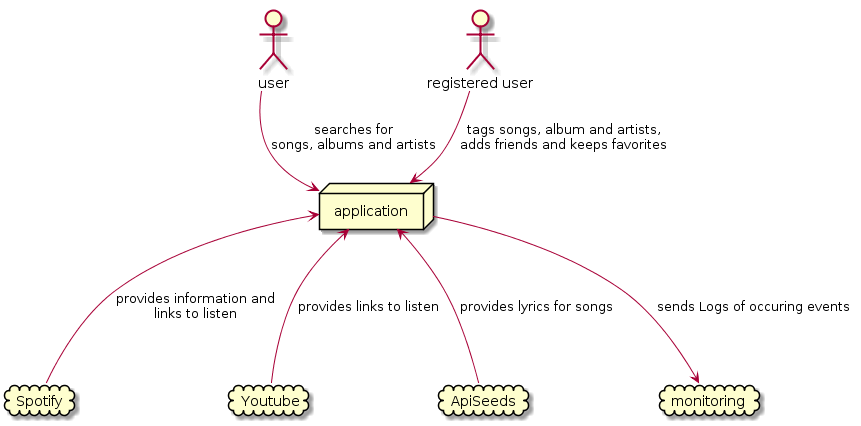 user
registered user
searches for
songs, albums and artists
tags songs, album and artists,
adds friends and keeps favorites
application
provides information and
links to listen
provides links to listen
provides lyrics for songs
sends Logs of occuring events
Spotify
Youtube
ApiSeeds
monitoring